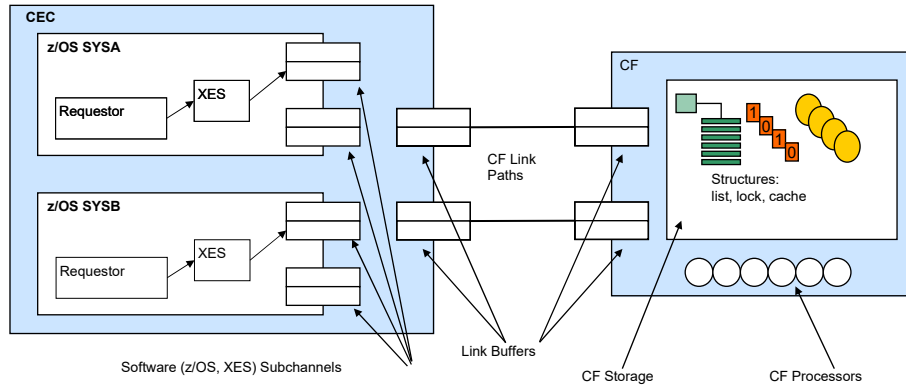 CEC
z/OS SYSA
XES
Requestor
z/OS SYSB
XES
Requestor
CF Link
Paths
CF
1
0
1
0
Structures:
list, lock, cache
Software (z/OS, XES) Subchannels
Link Buffers
CF Storage
CF Processors